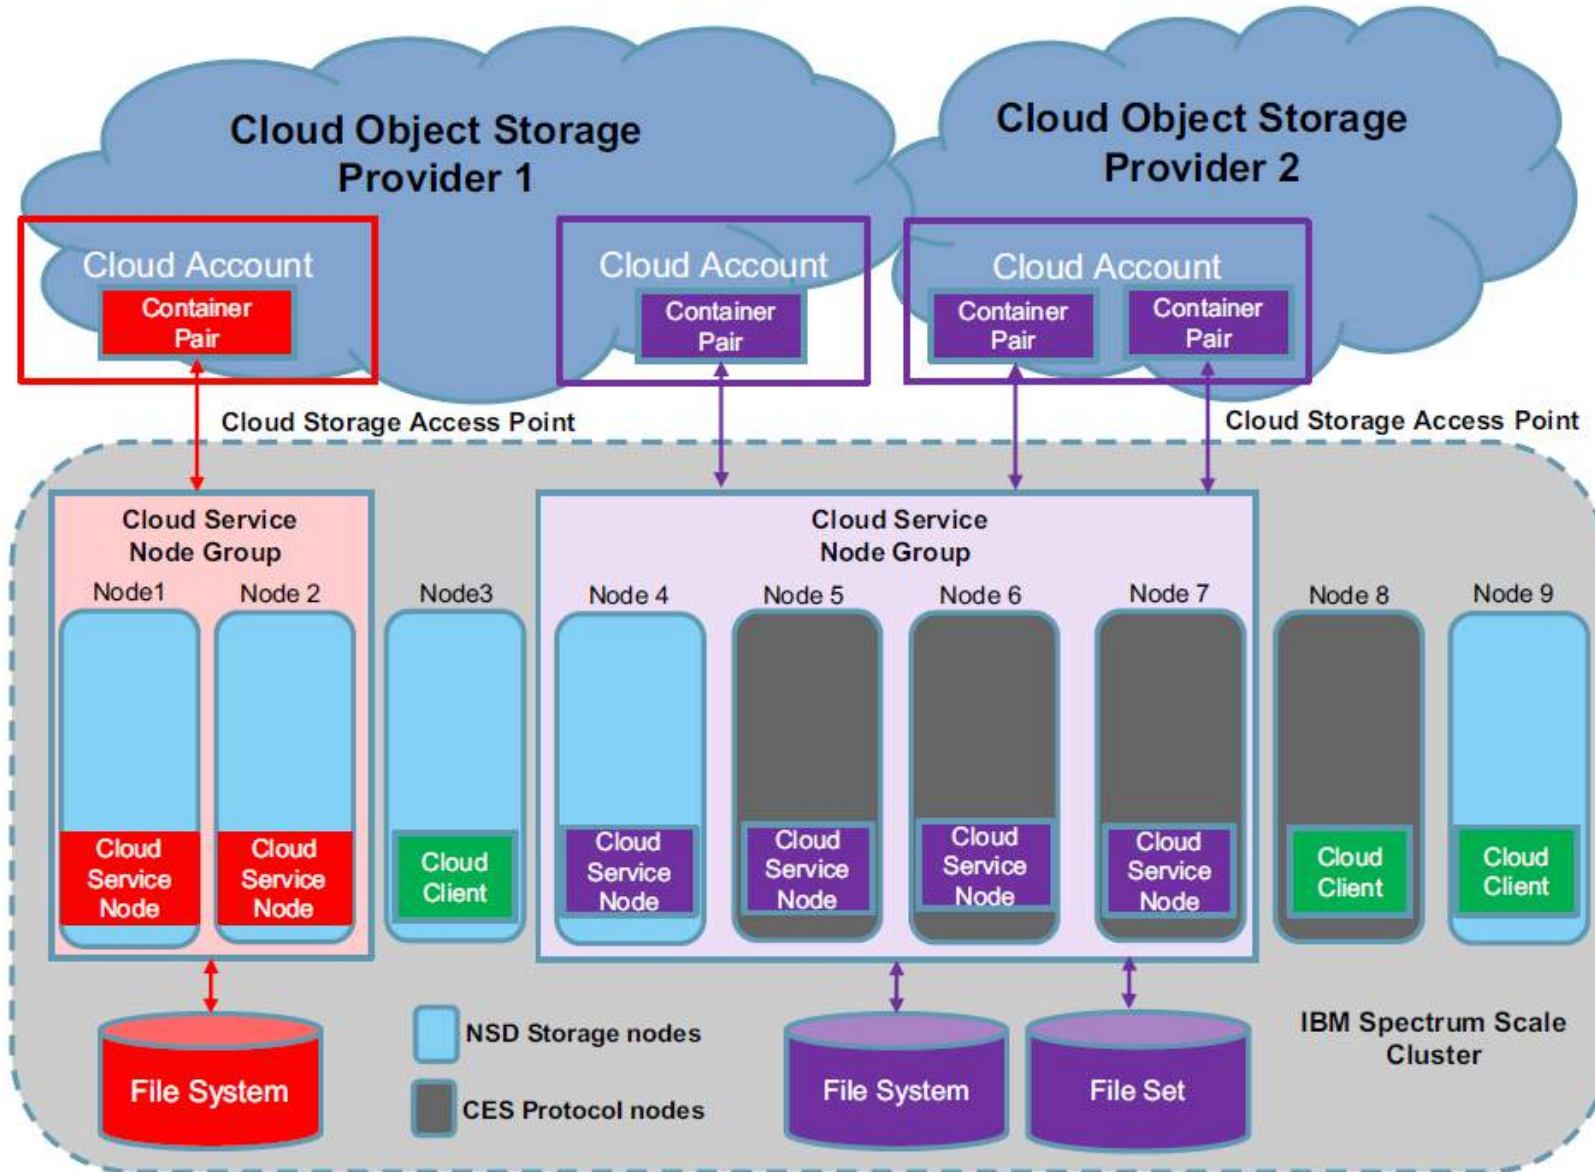 Cloud Object Storage
Provider 1
Cloud Object Storage
Provider 2
Cloud Account
Container
Pair
Cloud Account
Container
Pair
Cloud Account
Container
Pair
Container
Pair
Cloud Storage Access Point
Cloud Storage Access Point
Cloud Service
Node Group
Cloud Service
Node Group
Node1
Node 2
Node3
Node 4
Node 5
Node 6
Node 7
Node 8
Node 9
Cloud
Service
Node
Cloud
Service
Node
Cloud
Client
Cloud
Service
Node
Cloud
Service
Node
Cloud
Service
Node
Cloud
Service
Node
Cloud
Client
Cloud
Client
File System
NSD Storage nodes
CES Protocol nodes
File System
File Set
IBM Spectrum Scale
Cluster